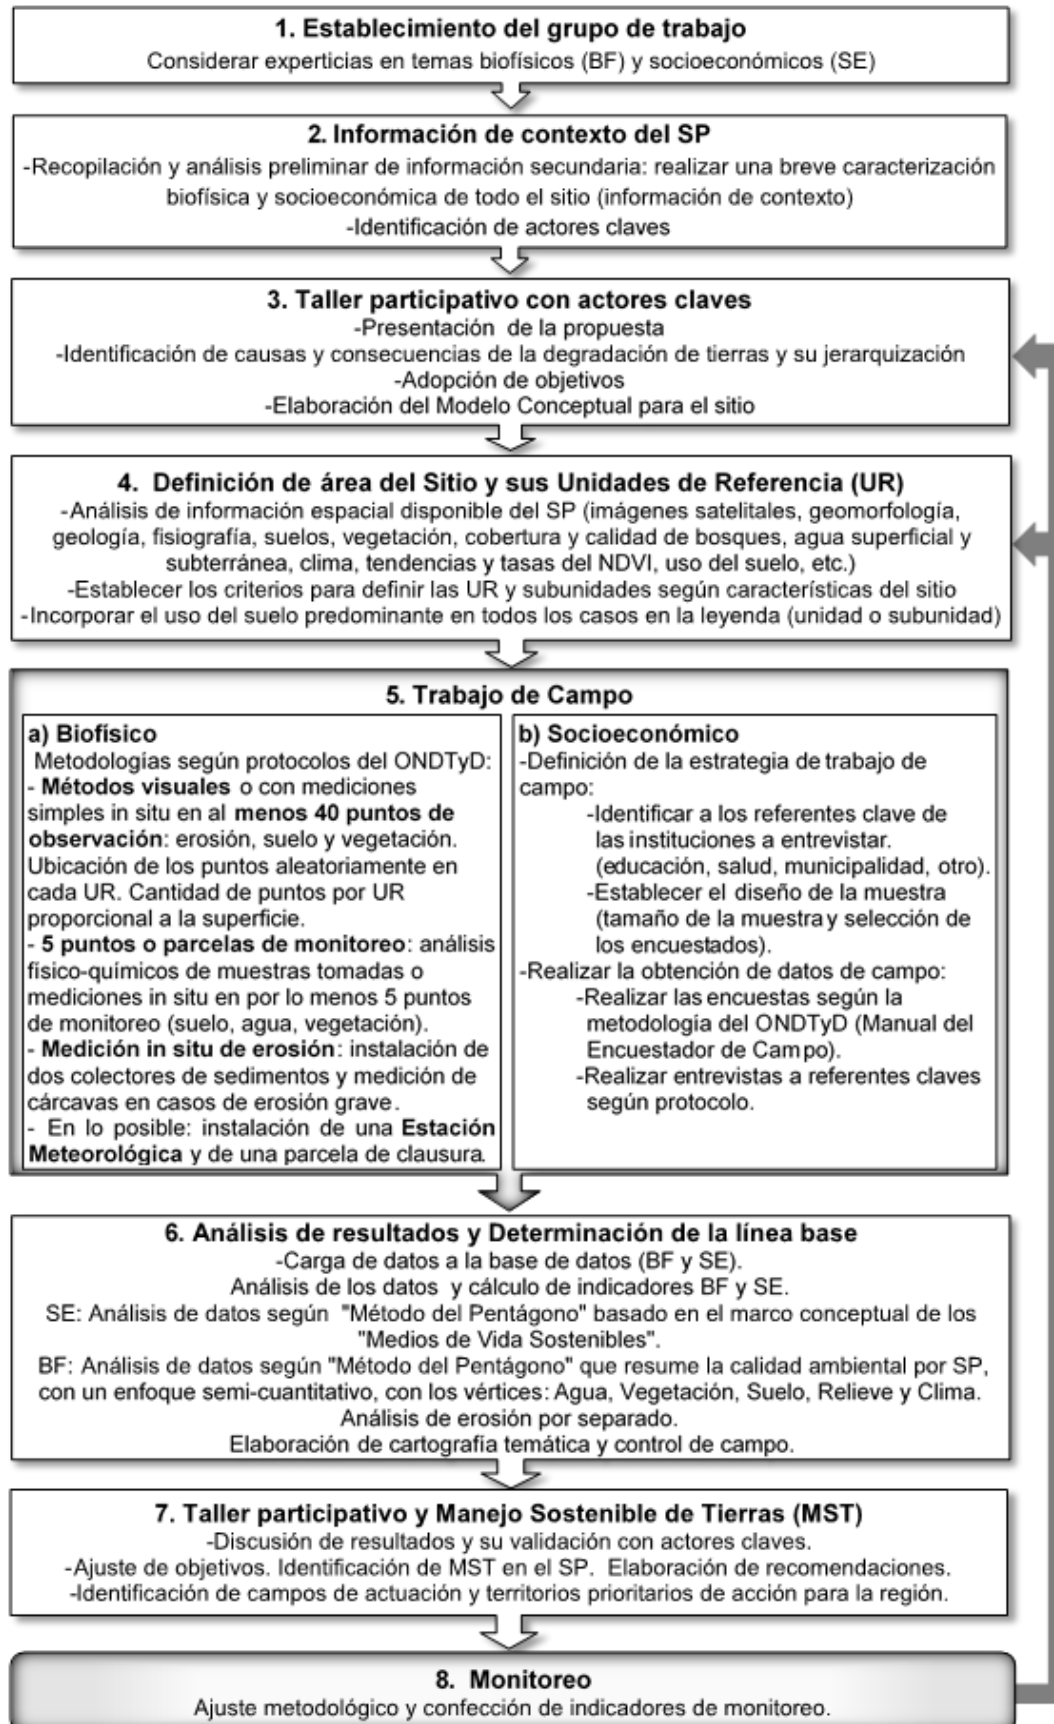 1. Establecimiento del grupo de trabajo
Considerar experticias en temas biofísicos (BF) y socioeconómicos (SE)
2. Información de contexto del SP
-Recopilación y análisis preliminar de información secundaria: realizar una breve caracterización
biofísica y socioeconómica de todo el sitio (información de contexto)
-Identificación de actores claves
3. Taller participativo con actores claves
-Presentación de la propuesta
-Identificación de causas y consecuencias de la degradación de tierras y su jerarquización
-Adopción de objetivos
-Elaboración del Modelo Conceptual para el sitio
4. Definición de área del Sitio y sus Unidades de Referencia (UR)
-Análisis de información espacial disponible del SP (imágenes satelitales, geomorfología,
geología, fisiografía, suelos, vegetación, cobertura y calidad de bosques, agua superficial y
subterránea, clima, tendencias y tasas del NDVI, uso del suelo, etc.)
-Establecer los criterios para definir las UR y subunidades según características del sitio
-Incorporar el uso del suelo predominante en todos los casos en la leyenda (unidad o subunidad)
5. Trabajo de Campo
a) Biofísico
Metodologías según protocolos del ONDTyD:
- Métodos visuales o con mediciones
simples in situ en al menos 40 puntos de
observación: erosión, suelo y vegetación.
Ubicación de los puntos aleatoriamente en
cada UR. Cantidad de puntos por UR
proporcional a la superficie.
- 5 puntos o parcelas de monitoreo: análisis
físico-químicos de muestras tomadas o
mediciones in situ en por lo menos 5 puntos
de monitoreo (suelo, agua, vegetación).
- Medición in situ de erosión: instalación de
dos colectores de sedimentos y medición de
cárcavas en casos de erosión grave.
- En lo posible: instalación de una Estación
Meteorológica y de una parcela de clausura.
b) Socioeconómico
-Definición de la estrategia de trabajo de
campo:
-Identificar a los referentes clave de
las instituciones a entrevistar.
(educación, salud, municipalidad, otro).
-Establecer el diseño de la muestra
(tamaño de la muestra y selección de
los encuestados).
-Realizar la obtención de datos de campo:
-Realizar las encuestas según la
metodología del ONDTyD (Manual del
Encuestador de Campo).
-Realizar entrevistas a referentes claves
según protocolo.
6. Análisis de resultados y Determinación de la línea base
-Carga de datos a la base de datos (BF y SE).
Análisis de los datos y cálculo de indicadores BF y SE.
SE: Análisis de datos según "Método del Pentágono" basado en el marco conceptual de los
"Medios de Vida Sostenibles".
BF: Análisis de datos según "Método del Pentágono" que resume la calidad ambiental por SP,
con un enfoque semi-cuantitativo, con los vértices: Agua, Vegetación, Suelo, Relieve y Clima.
Análisis de erosión por separado.
Elaboración de cartografía temática y control de campo.
7. Taller participativo y Manejo Sostenible de Tierras (MST)
-Discusión de resultados y su validación con actores claves.
-Ajuste de objetivos. Identificación de MST en el SP. Elaboración de recomendaciones.
-Identificación de campos de actuación y territorios prioritarios de acción para la región.
8. Monitoreo
Ajuste metodológico y confección de indicadores de monitoreo.